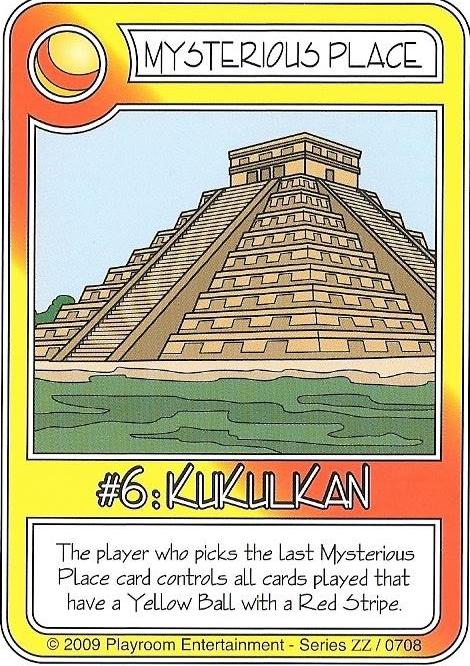 MYSTERIOUS PLACE
#6: KUKULKAN
The player who picks the last Mysterious
Place card controls all cards played that
have a Yellow Ball with a Red Stripe.
© 2009 Playroom Entertainment - Series ZZ / 0708